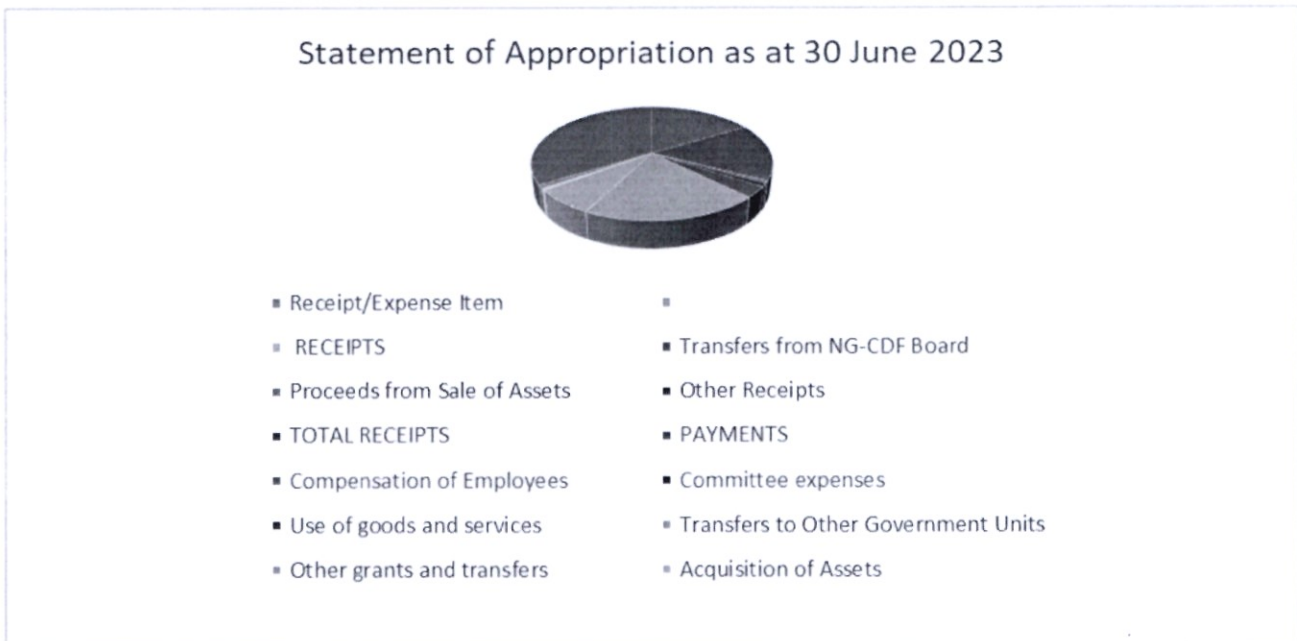 Statement of Appropriation as at 30 June 2023
Receipt/Expense Item
RECEIPTS
Transfers from NG-CDF Board
Proceeds from Sale of Assets
Other Receipts
TOTAL RECEIPTS
PAYMENTS
Compensation of Employees
Committee expenses
Use of goods and services
Transfers to Other Government Units
Other grants and transfers
Acquisition of Assets